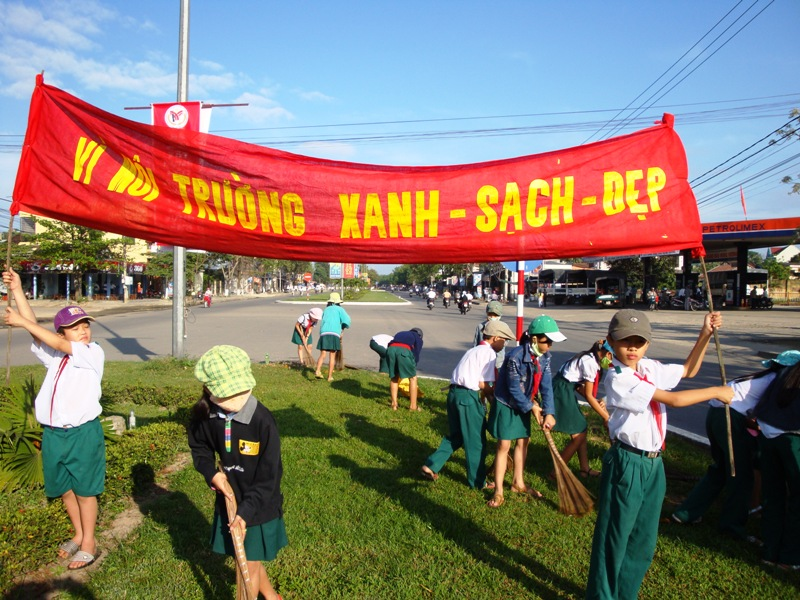 VÌ MÔI TRƯỜNG XANH - SẠCH - ĐẸP
PETROLIMEX